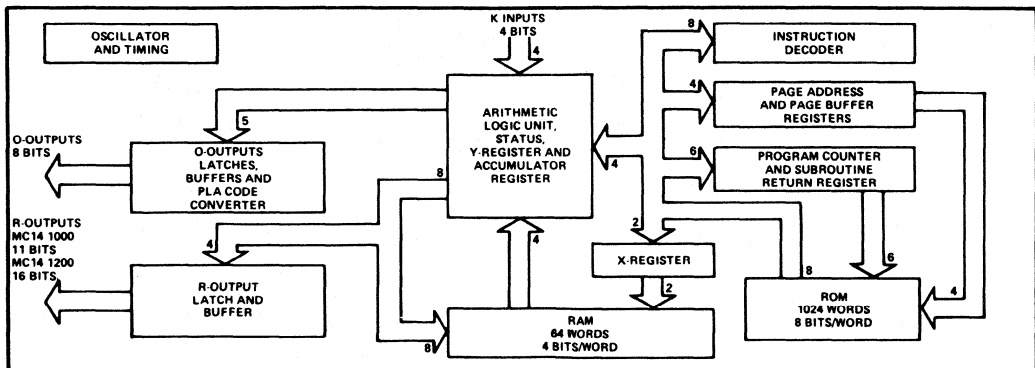 OSCILLATOR
AND TIMING
K INPUTS
4 BITS
4
8
INSTRUCTION
DECODER
4
PAGE ADDRESS
AND PAGE BUFFER
REGISTERS
ARITHMETIC
LOGIC UNIT,
STATUS,
Y-REGISTER AND
ACCUMULATOR
REGISTER
5
O-OUTPUTS
8 BITS
O-OUTPUTS
LATCHES,
BUFFERS AND
PLA CODE
CONVERTER
4
6
PROGRAM COUNTER
AND SUBROUTINE
RETURN REGISTER
8
R-OUTPUTS
MC14 1000
11 BITS
MC14 1200
16 BITS
4
R-OUTPUT
LATCH AND
BUFFER
4
2
X-REGISTER
2
8
6
4
ROM
1024 WORDS
8 BITS/WORD
8
RAM
64 WORDS
4 BITS/WORD